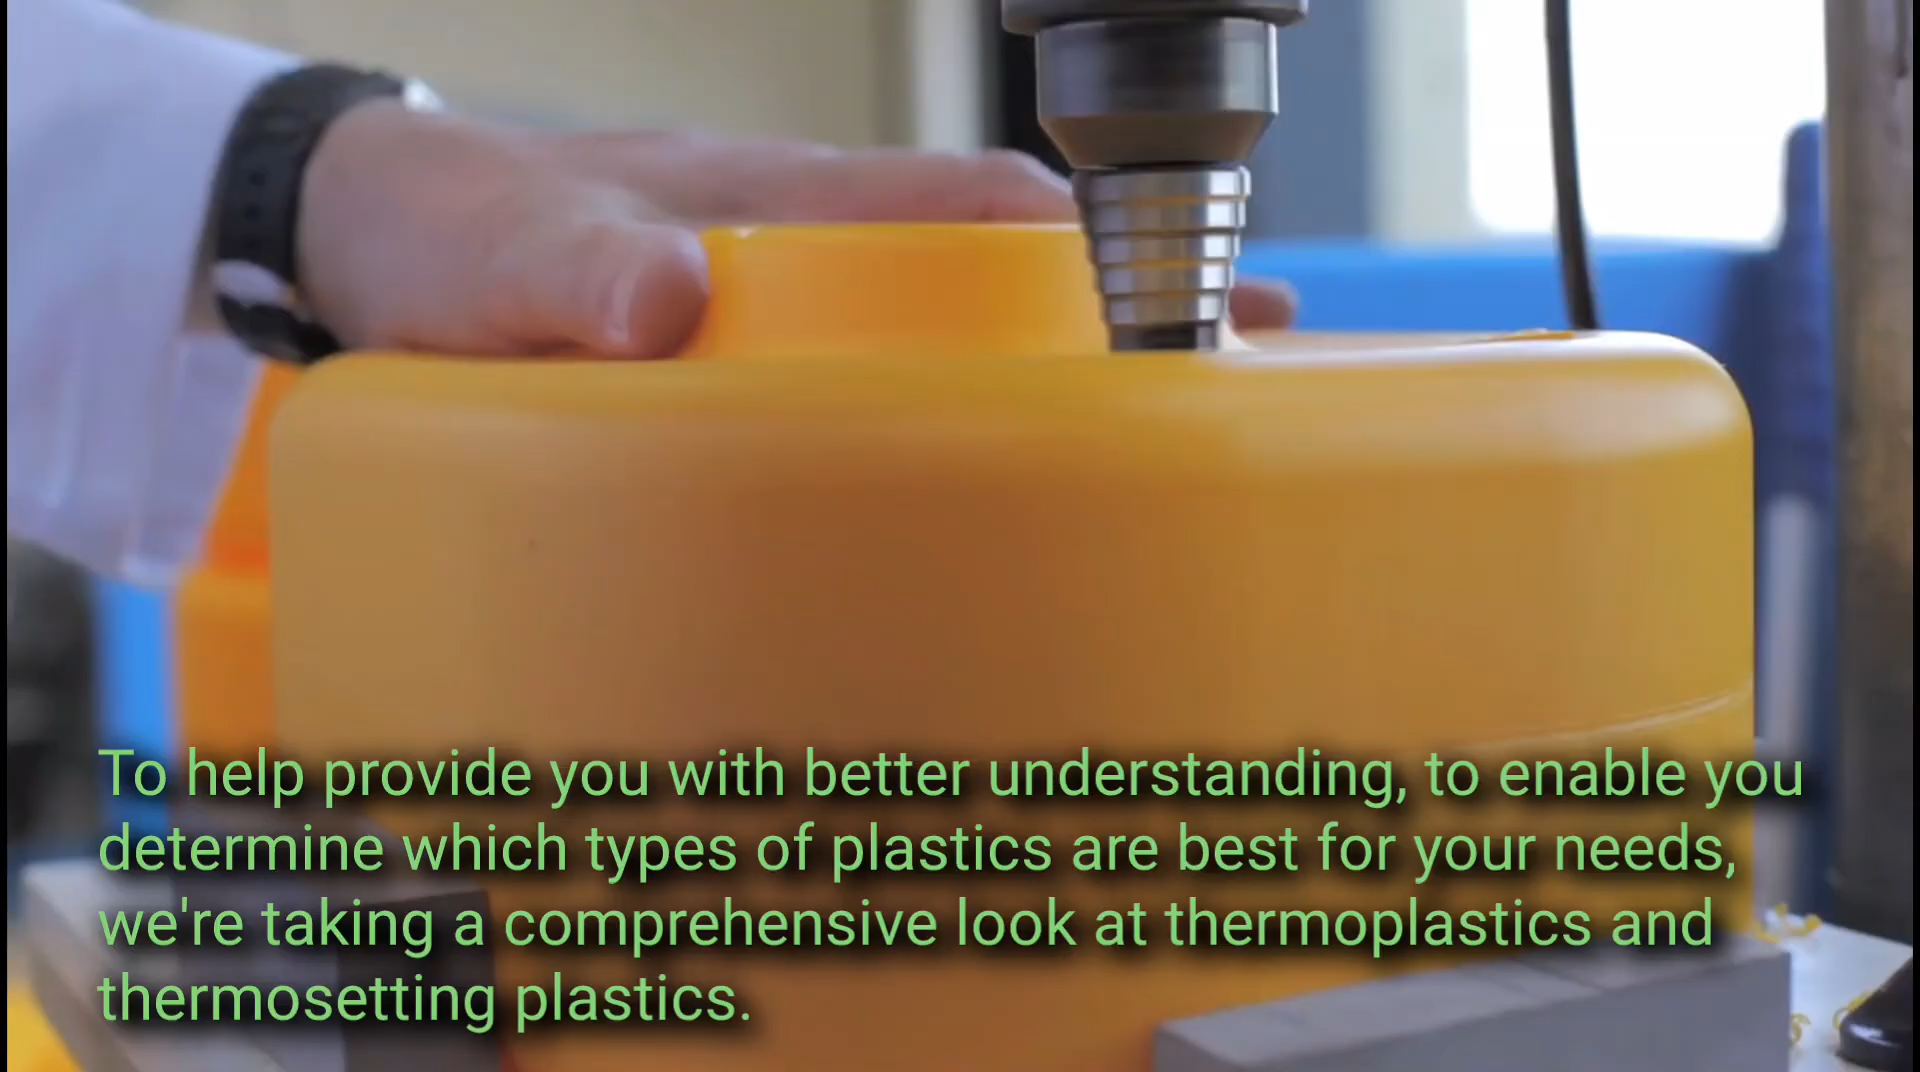 To help provide you with better understanding, to enable you
determine which types of plastics are best for your needs,
we're taking a comprehensive look at thermoplastics and
thermosetting plastics.